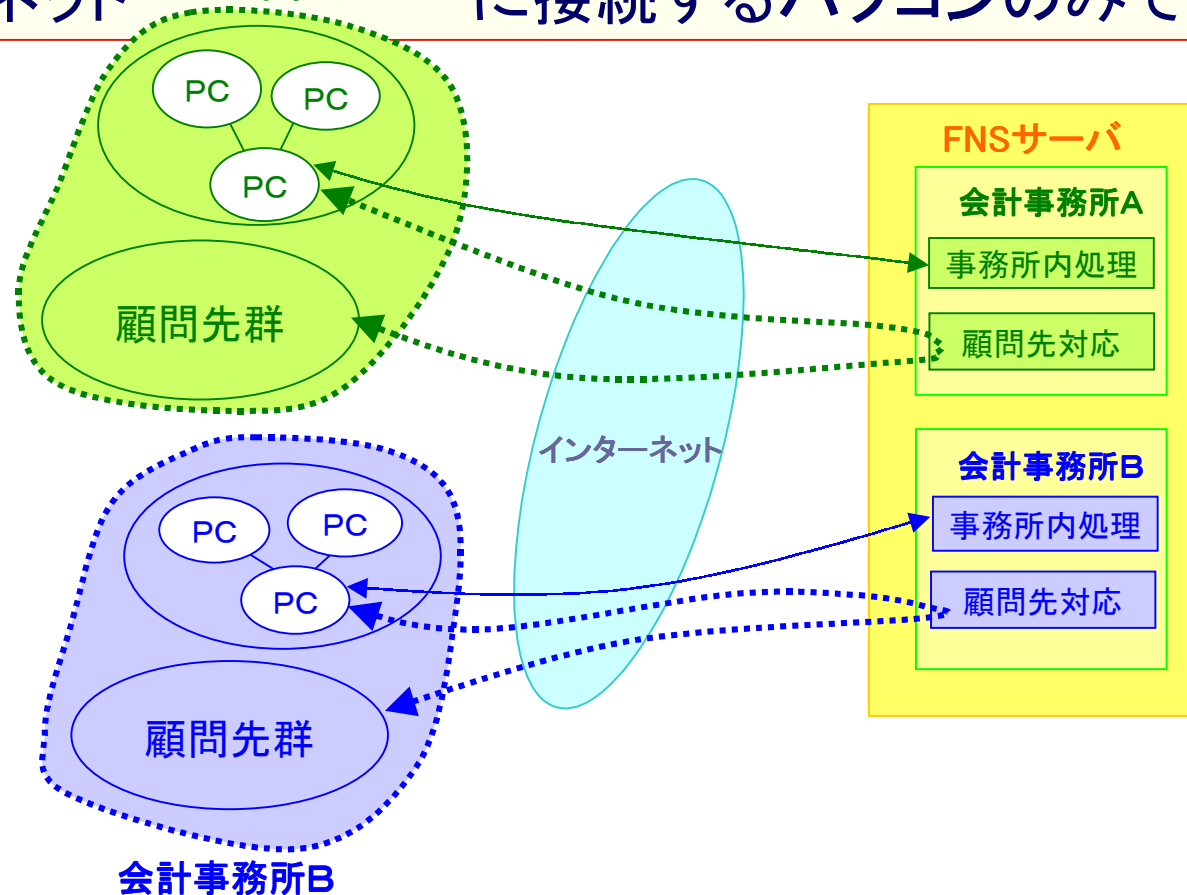 ネット
に接続するパソコンのみで
PC
PC
PC
顧問先群
インターネット
FNSサーバ
会計事務所A
事務所内処理
顧問先対応
会計事務所B
事務所内処理
顧問先対応
PC
PC
PC
顧問先群
会計事務所B